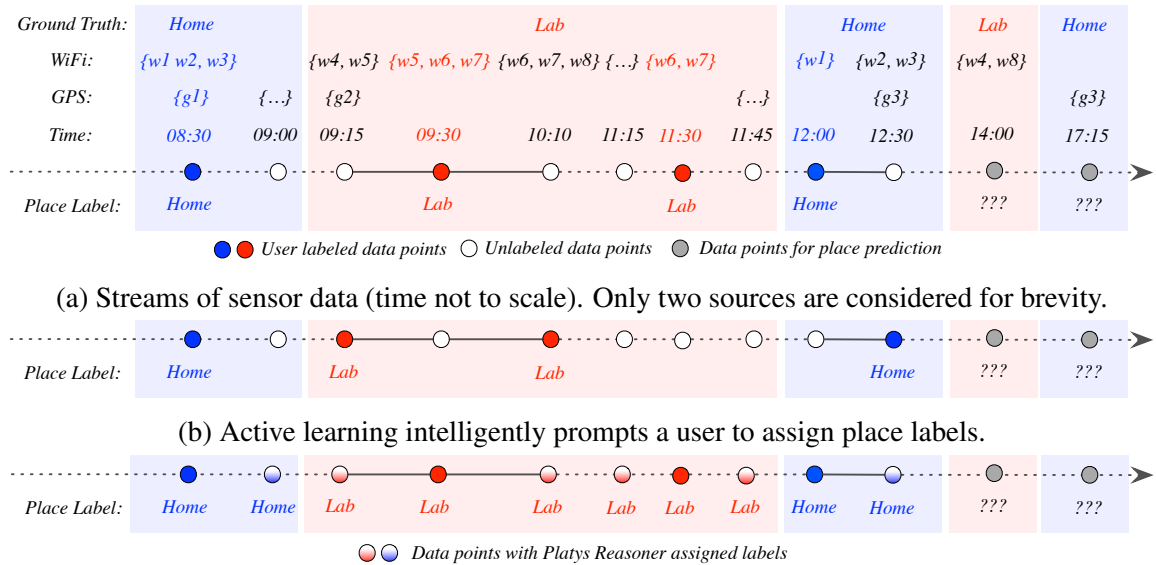 Ground Truth: Home Lab Home Lab Home
WiFi: {w1 w2, w3} {w4, w5} {w5, w6, w7} {w6, w7, w8} {...} {w6, w7} {w1} {w2, w3} {w4, w8}
GPS: {g1} {...} {g2} {...} {g3} {g3}
Time: 08:30 09:00 09:15 09:30 10:10 11:15 11:30 11:45 12:00 12:30 14:00 17:15
Place Label: Home Lab Lab Home ??? ???
User labeled data points Unlabeled data points Data points for place prediction
(a) Streams of sensor data (time not to scale). Only two sources are considered for brevity.
Place Label: Home Lab Lab Home ??? ???
(b) Active learning intelligently prompts a user to assign place labels.
Place Label: Home Home Lab Lab Lab Lab Lab Lab Home Home ??? ???
Data points with Platys Reasoner assigned labels